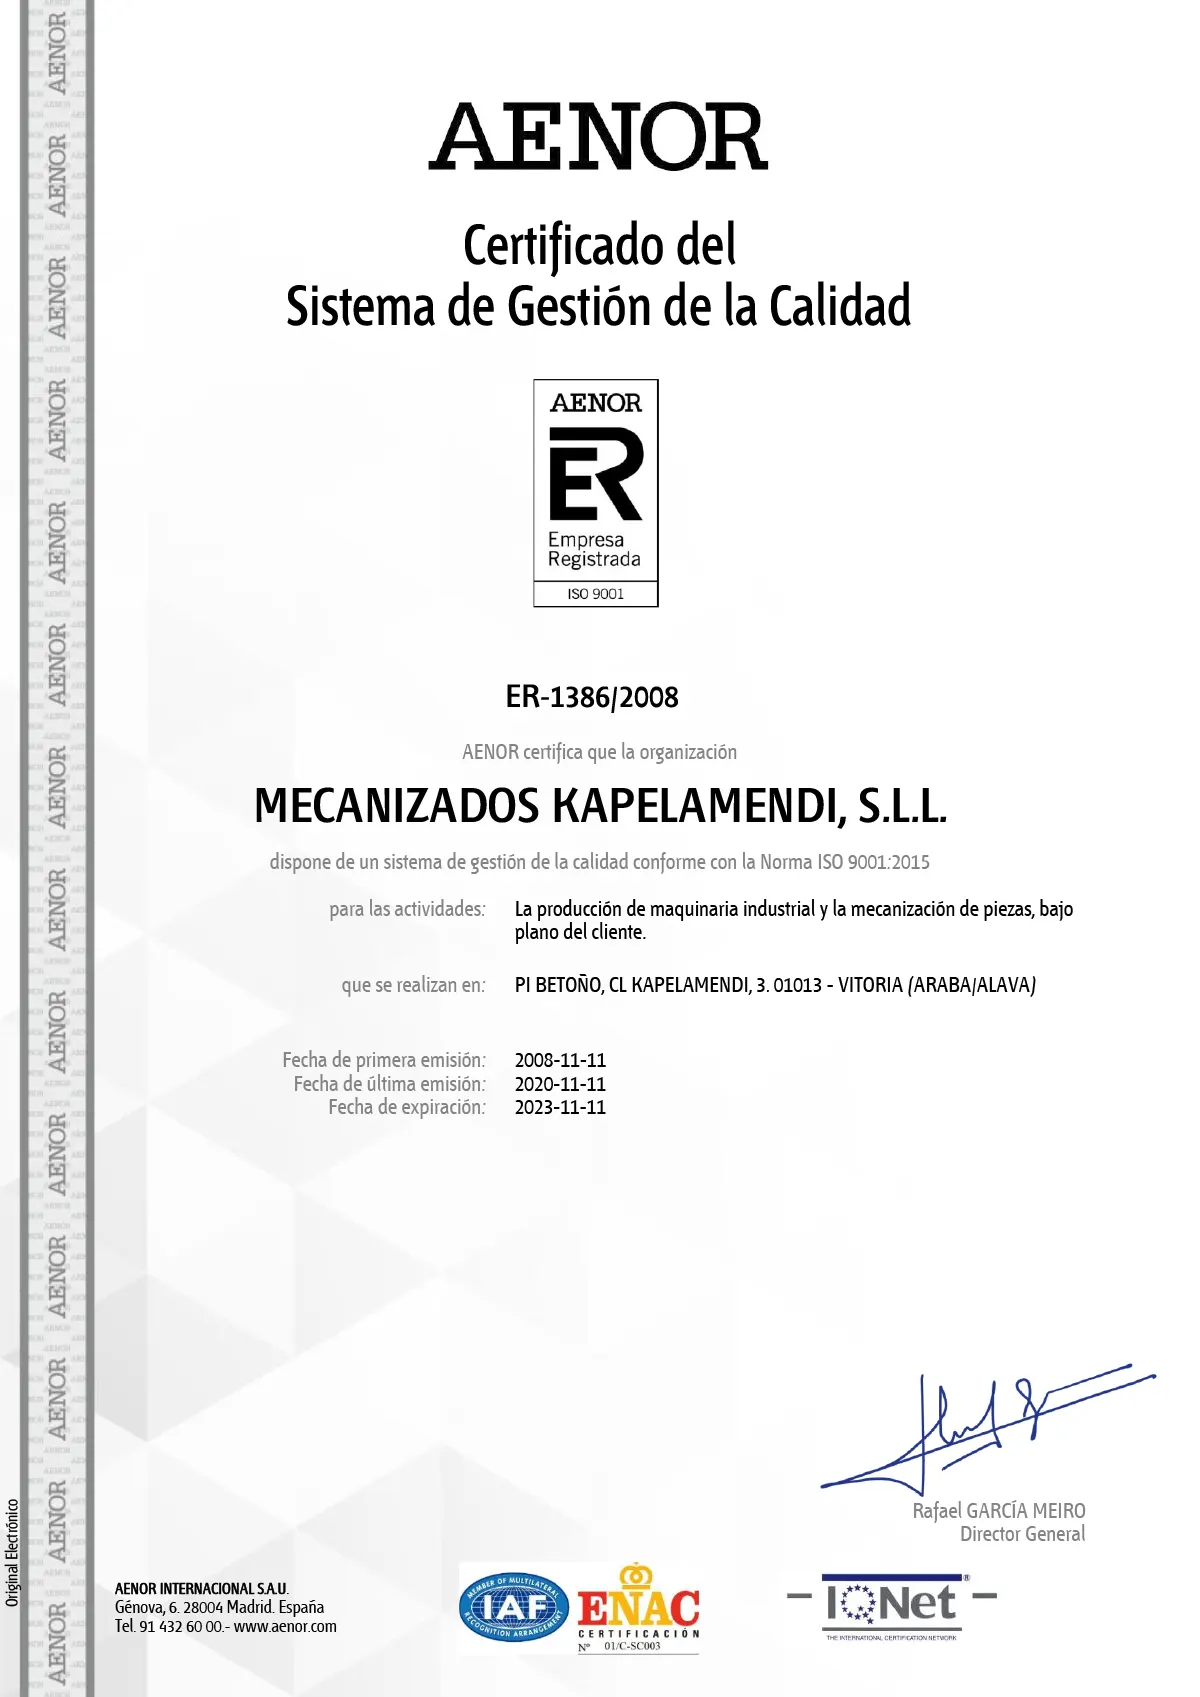 AENOR
Certificado del
Sistema de Gestión de la Calidad
AENOR
ER
Empresa
Registrada
ISO 9001
ER-1386/2008
AENOR certifica que la organización
MECANIZADOS KAPELAMENDI, S.L.L.
dispone de un sistema de gestión de la calidad conforme con la Norma ISO 9001:2015
para las actividades: La producción de maquinaria industrial y la mecanización de piezas, bajo
plano del cliente.
que se realizan en: PI BETOÑO, CL KAPELAMENDI, 3. 01013 - VITORIA (ARABA/ALAVA)
Fecha de primera emisión: 2008-11-11
Fecha de última emisión: 2020-11-11
Fecha de expiración: 2023-11-11
Rafael GARCÍA MEIRO
Director General
Original Electrónico
AENOR INTERNACIONAL S.A.U.
Génova, 6. 28004 Madrid. España
Tel. 91 432 60 00.- www.aenor.com
MEMBER OF MULTILATERAL
IAF
RECOGNITION ARRANGEMENT
ENAC
CERTIFICACIÓN
Nº 01/C-SC003
IQNet ®
THE INTERNATIONAL CERTIFICATION NETWORK
AENOR AENOR AENOR AENOR AENOR AENOR AENOR AENOR AENOR AENOR AENOR AENOR AENOR AENOR